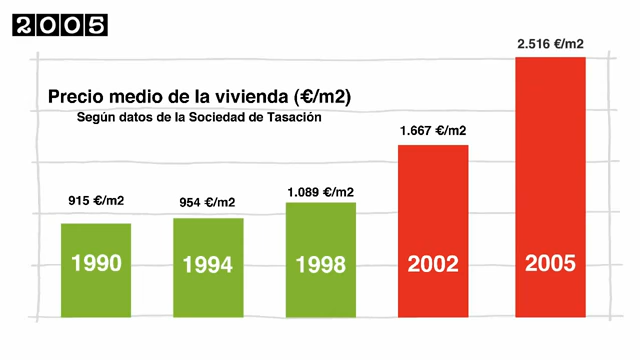 2005
2.516 €/m2
Precio medio de la vivienda (€/m2)
Según datos de la Sociedad de Tasación
1.667 €/m2
915 €/m2
954 €/m2
1.089 €/m2
1990
1994
1998
2002
2005